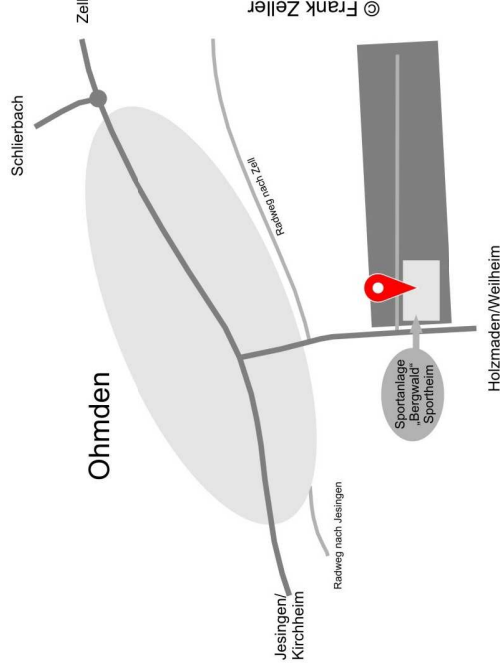 Schlierbach
Zell
Ohmden
Radweg nach Zell
© Frank Zeller
Jesingen/
Kirchheim
Radweg nach Jesingen
Sportanlage
„Bergwald“
Sportheim
Holzmaden/Weilheim